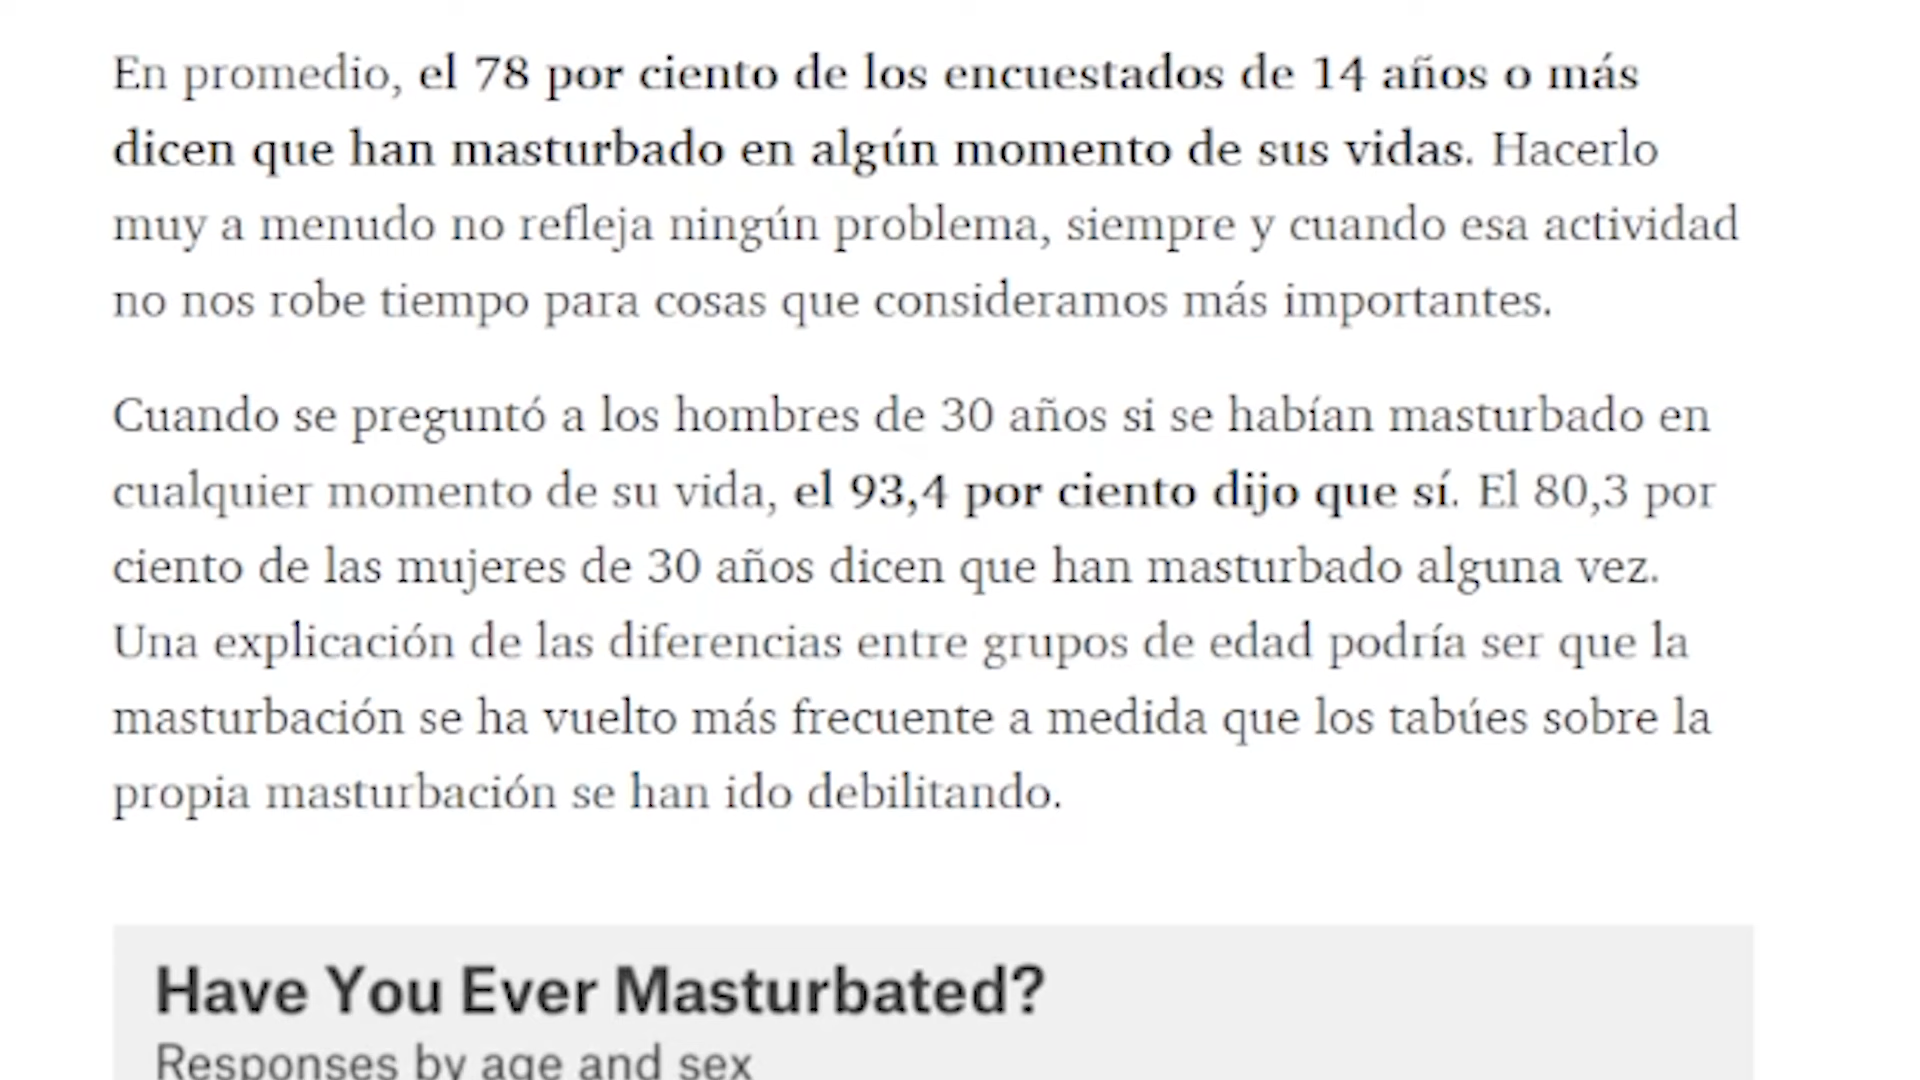 En promedio, el 78 por ciento de los encuestados de 14 años o más
dicen que han masturbado en algún momento de sus vidas. Hacerlo
muy a menudo no refleja ningún problema, siempre y cuando esa actividad
no nos robe tiempo para cosas que consideramos más importantes.
Cuando se preguntó a los hombres de 30 años si se habían masturbado en
cualquier momento de su vida, el 93,4 por ciento dijo que sí. El 80,3 por
ciento de las mujeres de 30 años dicen que han masturbado alguna vez.
Una explicación de las diferencias entre grupos de edad podría ser que la
masturbación se ha vuelto más frecuente a medida que los tabúes sobre la
propia masturbación se han ido debilitando.
Have You Ever Masturbated?
Responses by age and sex